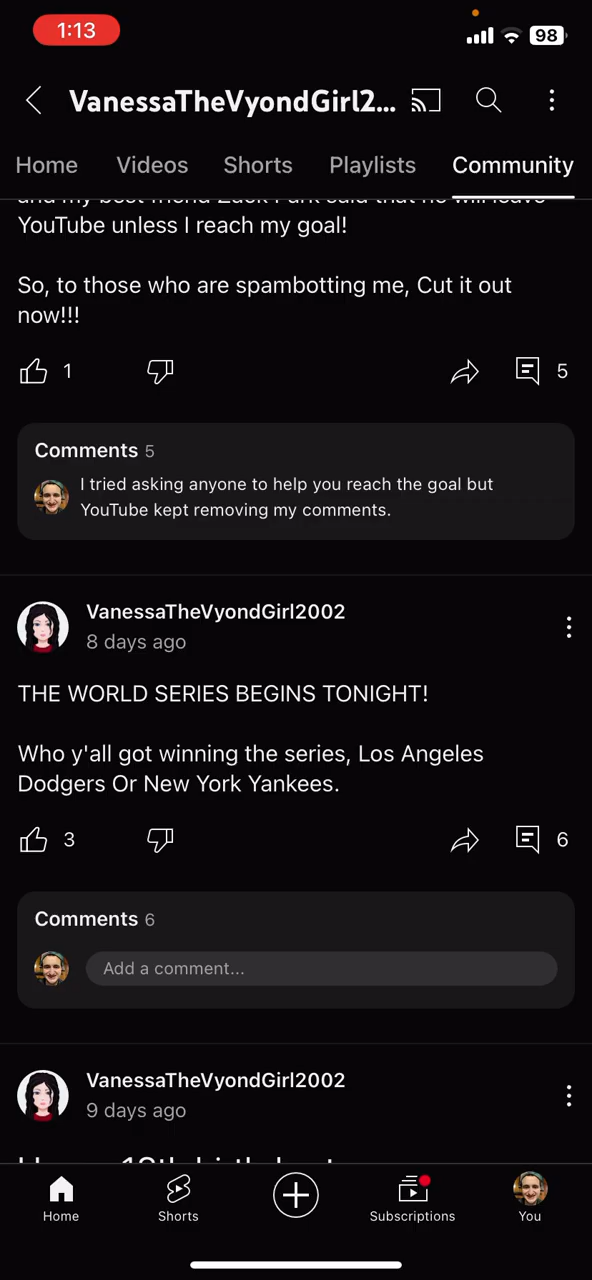 1:13
98
VanessaTheVyondGirl2...
Home Videos Shorts Playlists Community
and my best friend Zack Park said that he will leave
YouTube unless I reach my goal!
So, to those who are spambotting me, Cut it out
now!!!
1 5
Comments 5
I tried asking anyone to help you reach the goal but
YouTube kept removing my comments.
VanessaTheVyondGirl2002
8 days ago
THE WORLD SERIES BEGINS TONIGHT!
Who y'all got winning the series, Los Angeles
Dodgers Or New York Yankees.
3 6
Comments 6
Add a comment...
VanessaTheVyondGirl2002
9 days ago
Home Shorts Subscriptions You